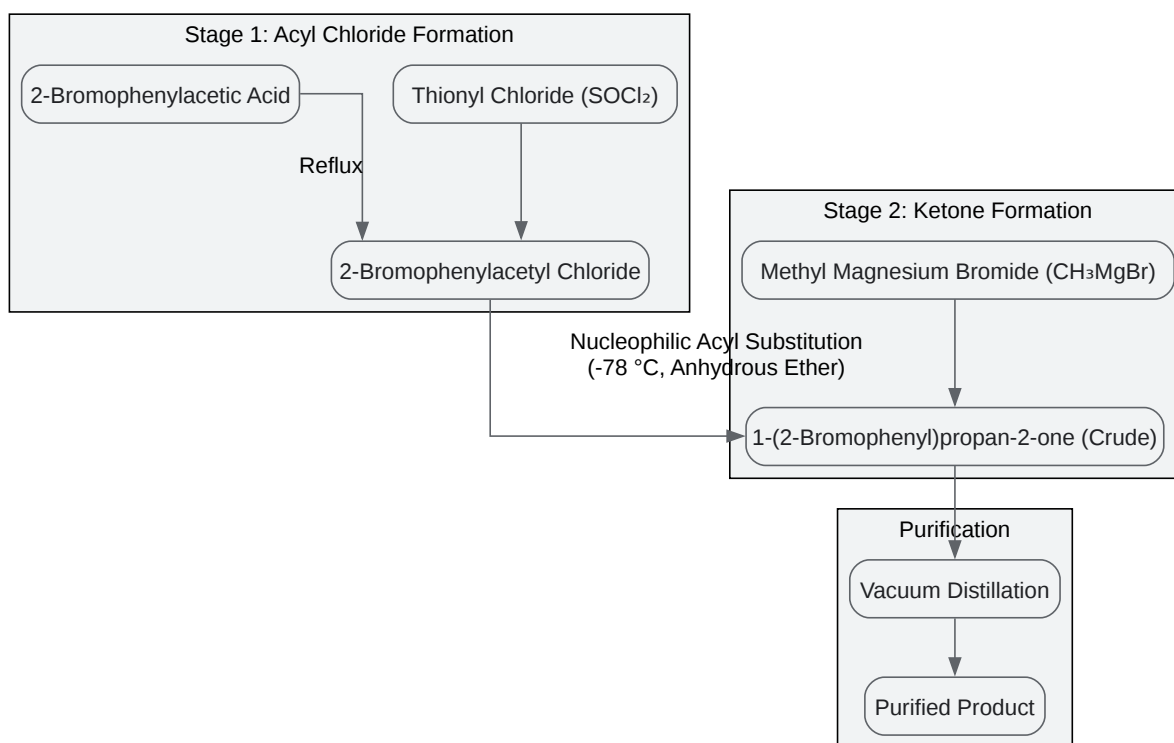 Stage 1: Acyl Chloride Formation
2-Bromophenylacetic Acid
Thionyl Chloride (SOCl₂)
Reflux
2-Bromophenylacetyl Chloride
Stage 2: Ketone Formation
Methyl Magnesium Bromide (CH₃MgBr)
Nucleophilic Acyl Substitution
(-78 °C, Anhydrous Ether)
1-(2-Bromophenyl)propan-2-one (Crude)
Purification
Vacuum Distillation
Purified Product